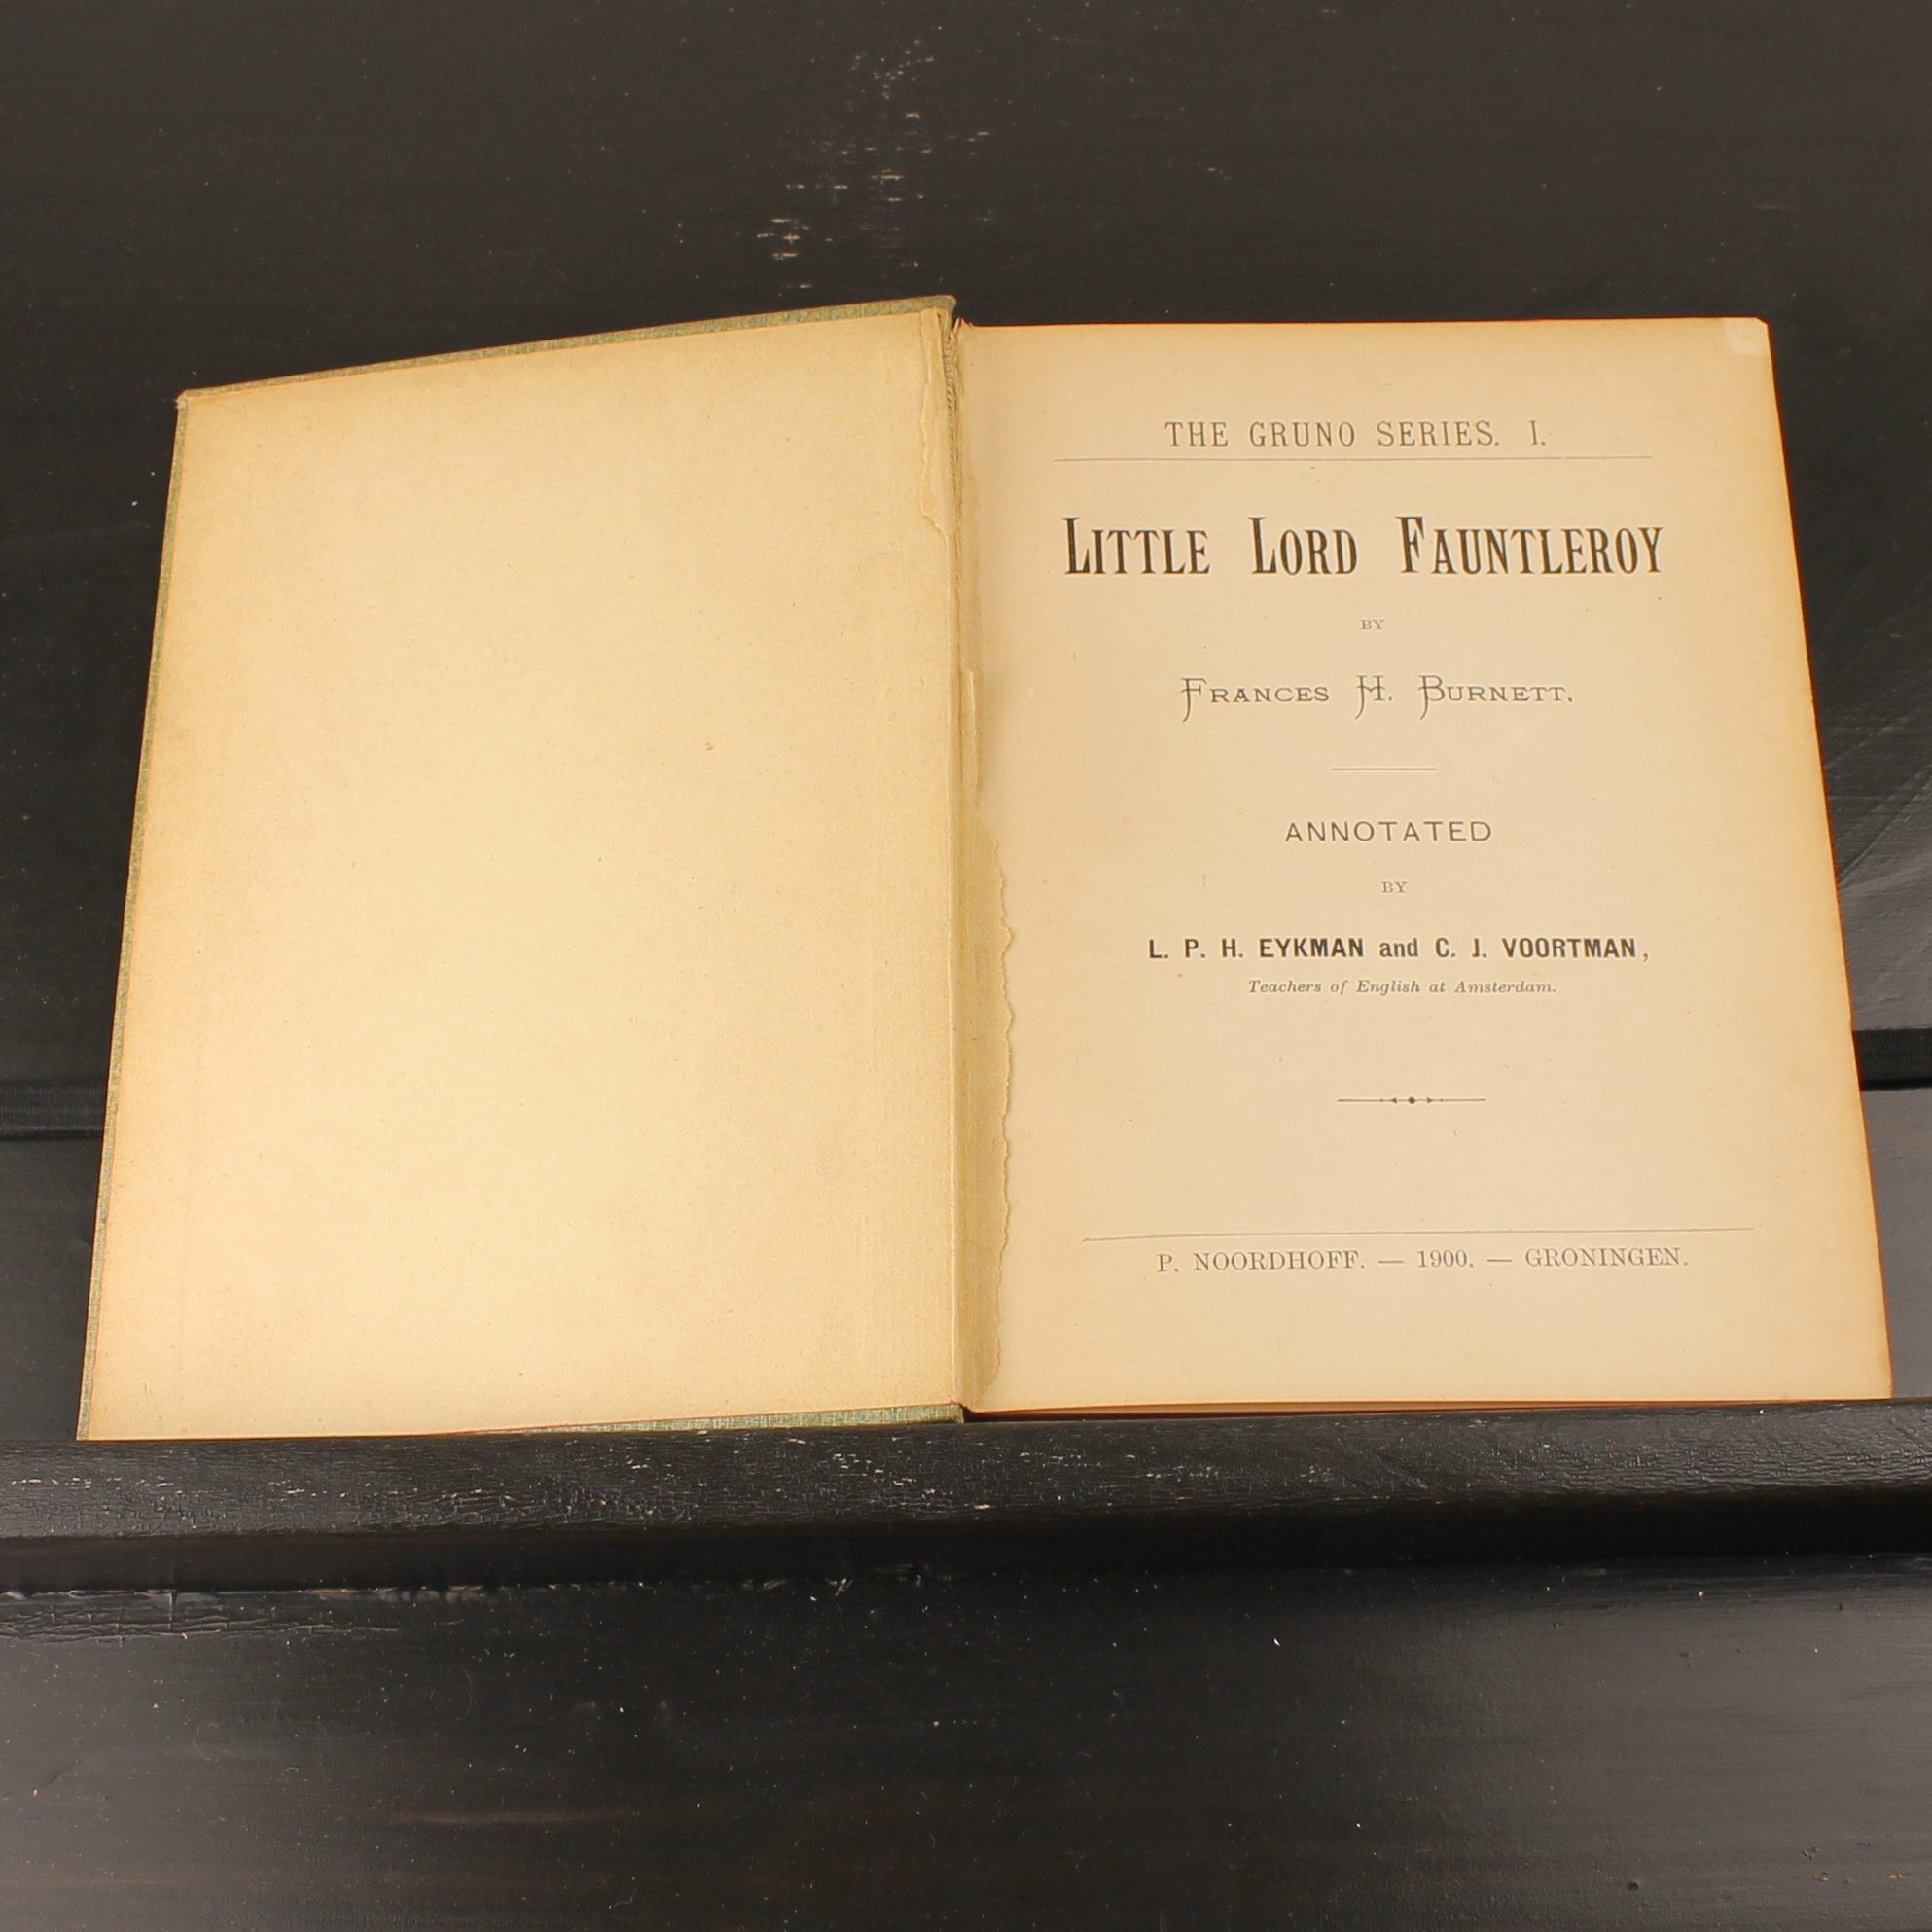 THE GRUNO SERIES. I.
LITTLE LORD FAUNTLEROY
BY
FRANCES H. BURNETT.
ANNOTATED
BY
L. P. H. EYKMAN and C. J. VOORTMAN,
Teachers of English at Amsterdam.
P. NOORDHOFF. — 1900. — GRONINGEN.